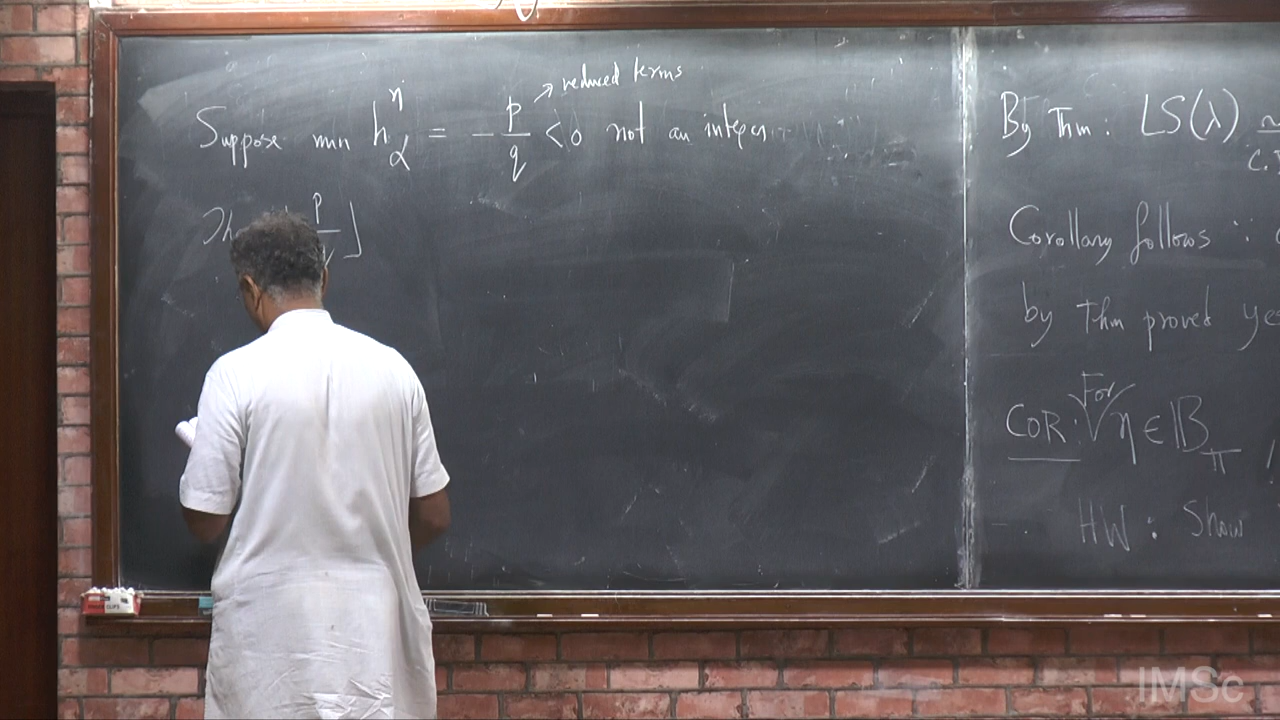 → reduced terms
Suppose min h_α^η = - p/q < 0 not an integer
p
⌋
By Thm : LS(λ)
C.
Corollary follows ∵
by Thm proved ye
COR : For η ∈ B_π
HW : Show
IMSc